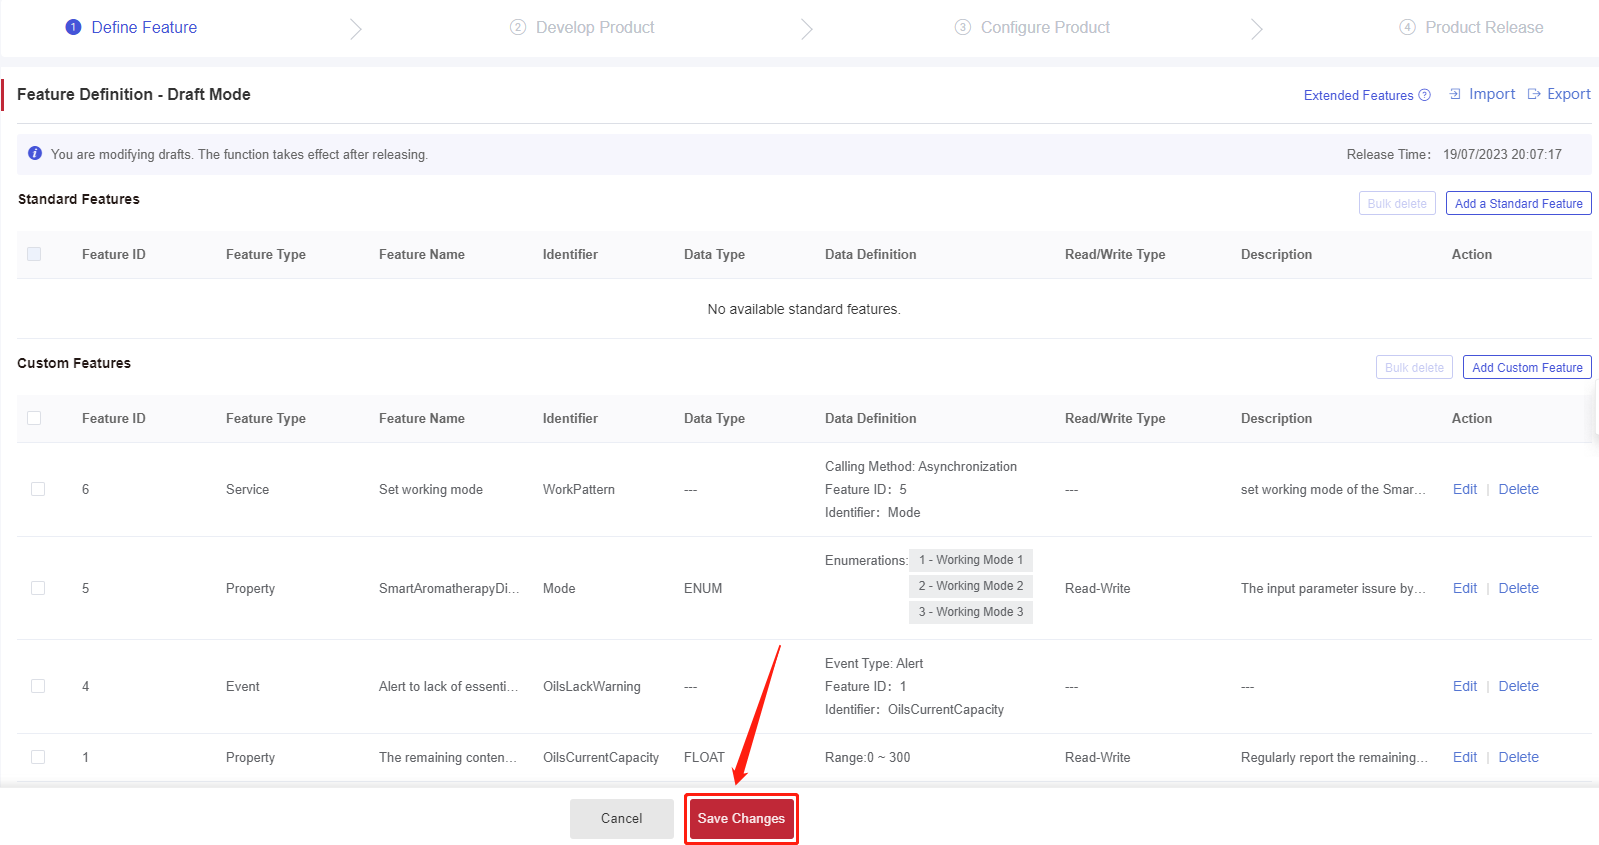 1 Define Feature
2 Develop Product
3 Configure Product
4 Product Release
Feature Definition - Draft Mode
Extended Features ? Import Export
i You are modifying drafts. The function takes effect after releasing.
Release Time: 19/07/2023 20:07:17
Standard Features
Bulk delete Add a Standard Feature
Feature ID Feature Type Feature Name Identifier Data Type Data Definition Read/Write Type Description Action
No available standard features.
Custom Features
Bulk delete Add Custom Feature
Feature ID Feature Type Feature Name Identifier Data Type Data Definition Read/Write Type Description Action
Calling Method: Asynchronization
6 Service Set working mode WorkPattern --- Feature ID: 5 --- set working mode of the Smar... Edit | Delete
Identifier: Mode
Enumerations: 1 - Working Mode 1
2 - Working Mode 2
5 Property SmartAromatherapyDi... Mode ENUM Read-Write The input parameter issure by... Edit | Delete
3 - Working Mode 3
Event Type: Alert
4 Event Alert to lack of essenti... OilsLackWarning --- Feature ID: 1 --- --- Edit | Delete
Identifier: OilsCurrentCapacity
1 Property The remaining conten... OilsCurrentCapacity FLOAT Range:0 ~ 300 Read-Write Regularly report the remaining... Edit | Delete
Cancel Save Changes